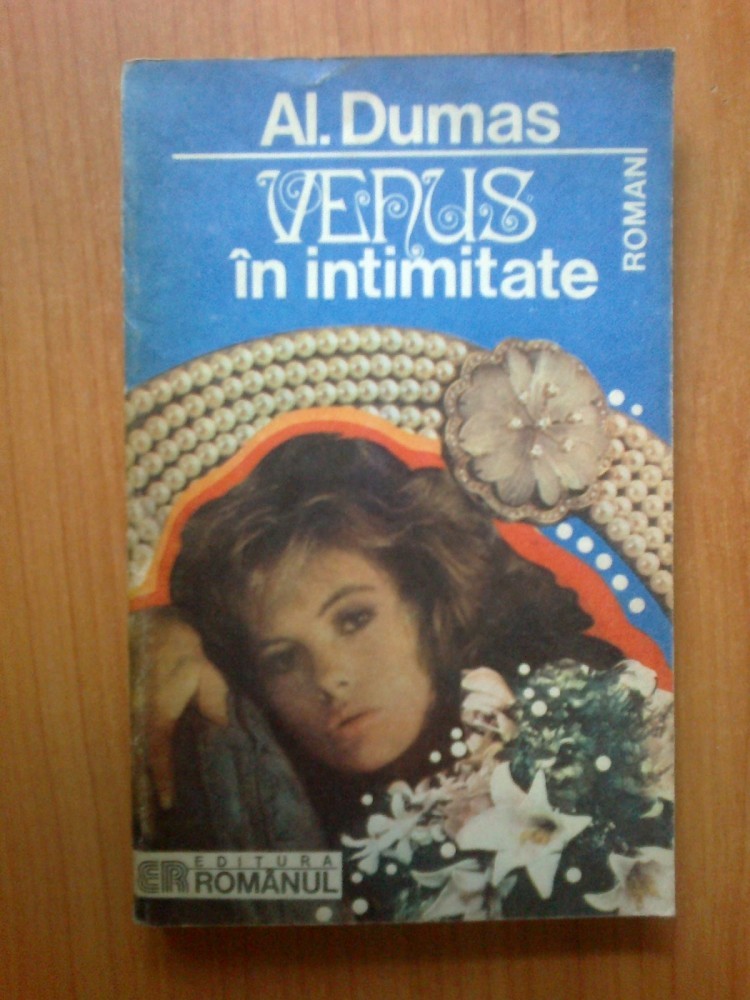 Al. Dumas
VENUS
în intimitate
ROMAN
ER EDITURA
ROMÂNUL